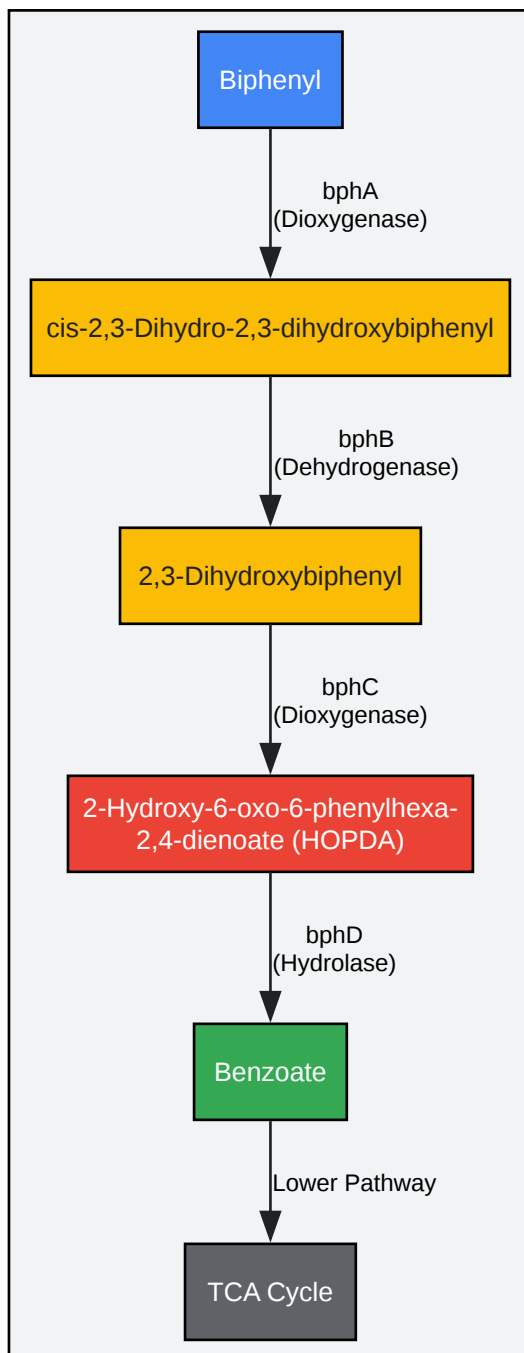 Biphenyl
bphA
(Dioxygenase)
cis-2,3-Dihydro-2,3-dihydroxybiphenyl
bphB
(Dehydrogenase)
2,3-Dihydroxybiphenyl
bphC
(Dioxygenase)
2-Hydroxy-6-oxo-6-phenylhexa-
2,4-dienoate (HOPDA)
bphD
(Hydrolase)
Benzoate
Lower Pathway
TCA Cycle